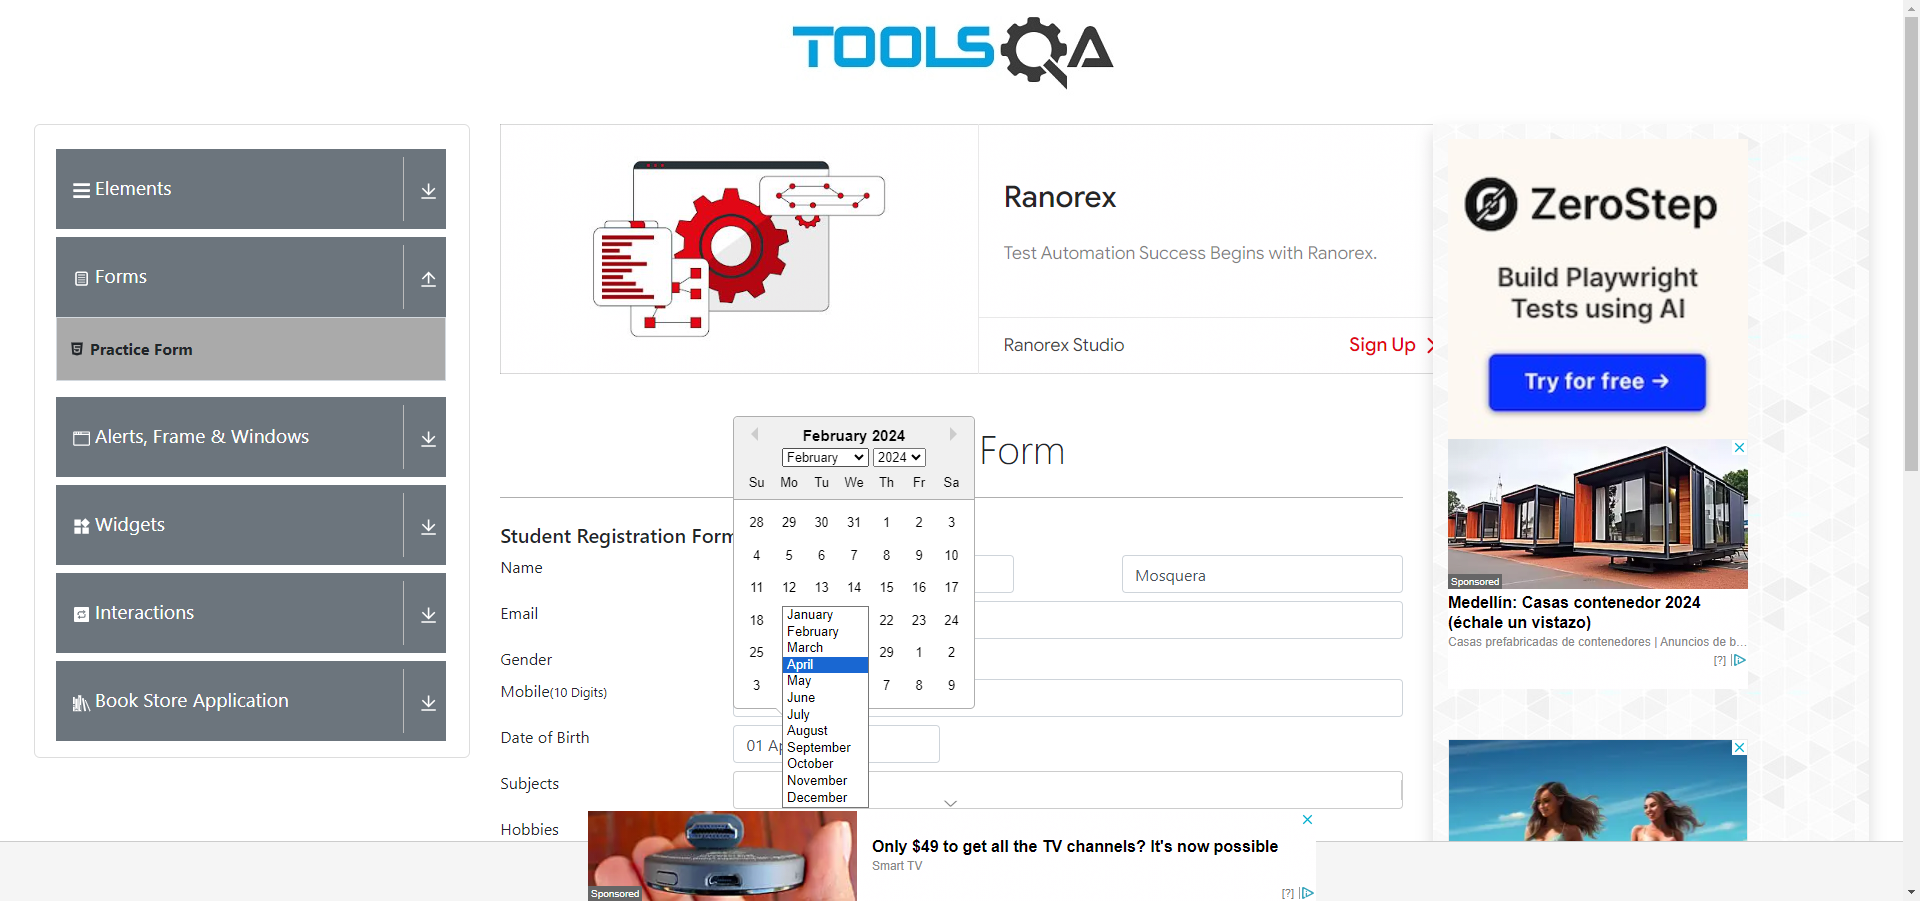 TOOLSQA
Elements
Forms
Practice Form
Alerts, Frame & Windows
Widgets
Interactions
Book Store Application
Ranorex
Test Automation Success Begins with Ranorex.
Ranorex Studio
Sign Up
Form
February 2024
February 2024
Su Mo Tu We Th Fr Sa
28 29 30 31 1 2 3
4 5 6 7 8 9 10
11 12 13 14 15 16 17
18 22 23 24
25 29 1 2
3 7 8 9
January
February
March
April
May
June
July
August
September
October
November
December
Student Registration Form
Name
Mosquera
Email
Gender
Mobile(10 Digits)
Date of Birth
01 Ap
Subjects
Hobbies
ZeroStep
Build Playwright
Tests using AI
Try for free →
Sponsored
Medellín: Casas contenedor 2024
(échale un vistazo)
Casas prefabricadas de contenedores | Anuncios de b...
[?]
Only $49 to get all the TV channels? It's now possible
Smart TV
Sponsored
[?]